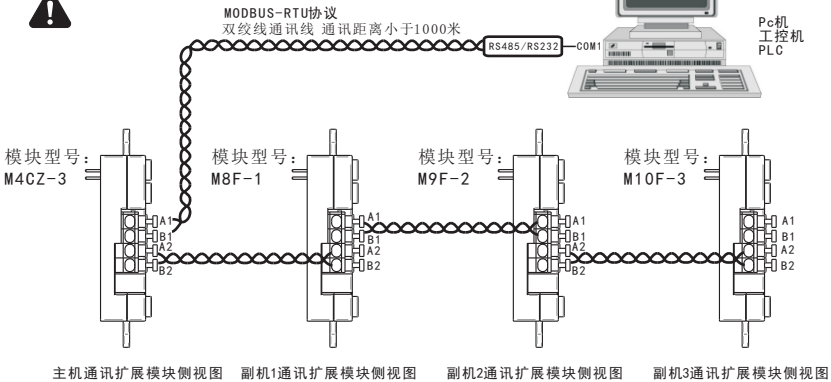 MODBUS-RTU协议
双绞线通讯线 通讯距离小于1000米
RS485/RS232
COM1
Pc机
工控机
PLC
模块型号:
M4CZ-3
A1
B1
A2
B2
模块型号:
M8F-1
A1
B1
A2
B2
模块型号:
M9F-2
A1
B1
A2
B2
模块型号:
M10F-3
A1
B1
A2
B2
主机通讯扩展模块侧视图 副机1通讯扩展模块侧视图 副机2通讯扩展模块侧视图 副机3通讯扩展模块侧视图